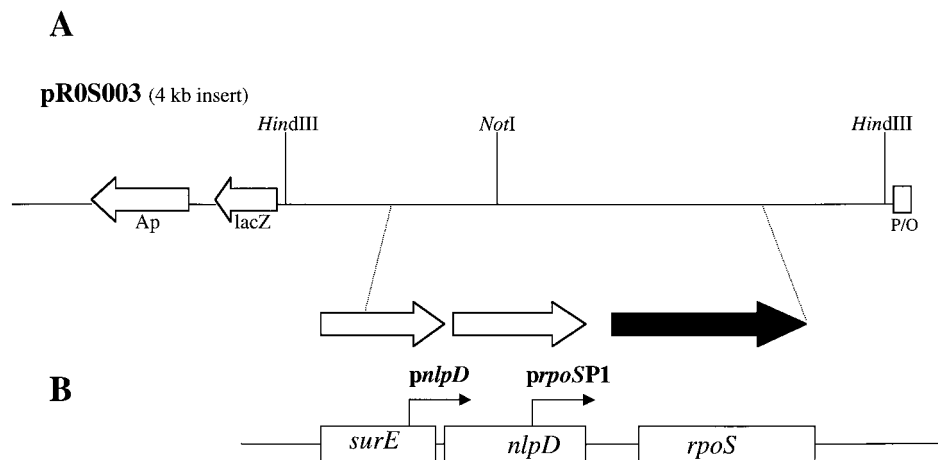 A
pR0S003 (4 kb insert)
HindIII NotI HindIII
Ap lacZ P/O
B pnlpD prpoSP1
surE nlpD rpoS